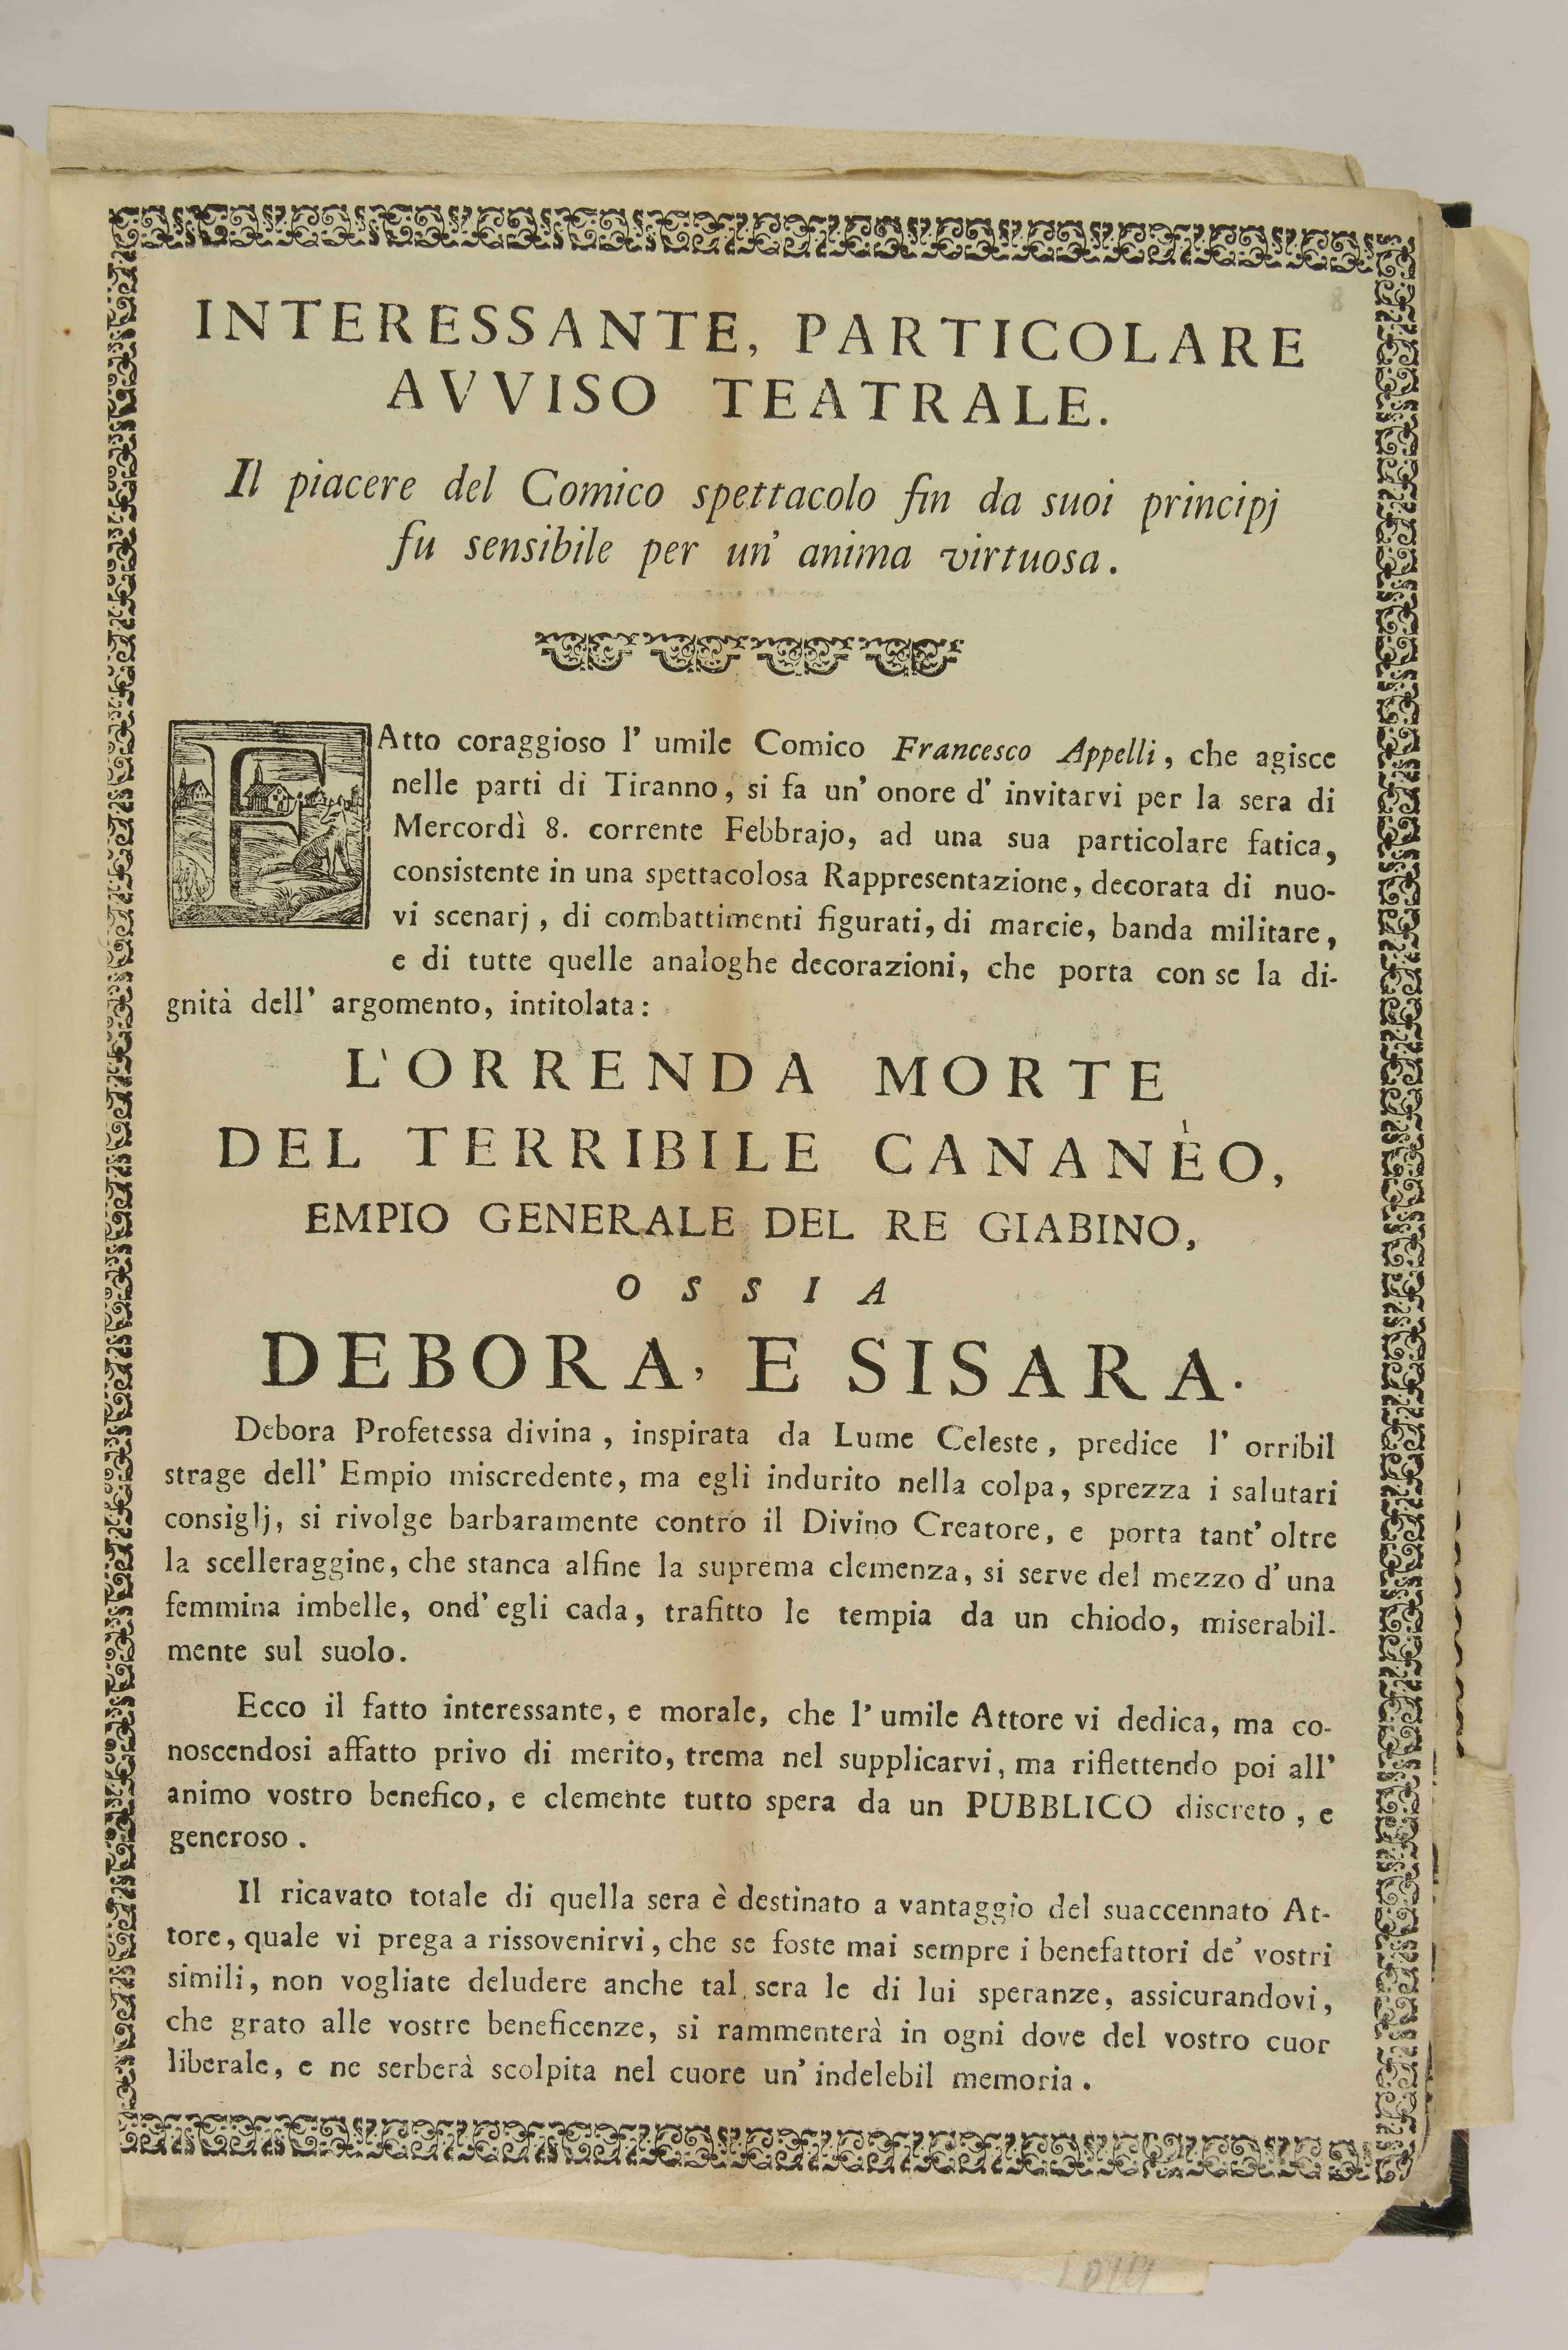 INTERESSANTE, PARTICOLARE
AVVISO TEATRALE.
Il piacere del Comico spettacolo fin da suoi principj
fu sensibile per un' anima virtuosa.
FAtto coraggioso l' umile Comico Francesco Appelli, che agisce
nelle parti di Tiranno, si fa un' onore d' invitarvi per la sera di
Mercordì 8. corrente Febbrajo, ad una sua particolare fatica,
consistente in una spettacolosa Rappresentazione, decorata di nuo-
vi scenarj, di combattimenti figurati, di marcie, banda militare,
e di tutte quelle analoghe decorazioni, che porta con se la di-
gnità dell' argomento, intitolata:
L'ORRENDA MORTE
DEL TERRIBILE CANANÈO,
EMPIO GENERALE DEL RE GIABINO,
OSSIA
DEBORA, E SISARA.
Debora Profetessa divina, inspirata da Lume Celeste, predice l' orribil
strage dell' Empio miscredente, ma egli indurito nella colpa, sprezza i salutari
consiglj, si rivolge barbaramente contro il Divino Creatore, e porta tant' oltre
la scelleraggine, che stanca alfine la suprema clemenza, si serve del mezzo d' una
femmina imbelle, ond' egli cada, trafitto le tempia da un chiodo, miserabil-
mente sul suolo.
Ecco il fatto interessante, e morale, che l' umile Attore vi dedica, ma co-
noscendosi affatto privo di merito, trema nel supplicarvi, ma riflettendo poi all'
animo vostro benefico, e clemente tutto spera da un PUBBLICO discreto, e
generoso.
Il ricavato totale di quella sera è destinato a vantaggio del suaccennato At-
tore, quale vi prega a rissovenirvi, che se foste mai sempre i benefattori de' vostri
simili, non vogliate deludere anche tal sera le di lui speranze, assicurandovi,
che grato alle vostre beneficenze, si rammenterà in ogni dove del vostro cuor
liberale, e ne serberà scolpita nel cuore un' indelebil memoria.